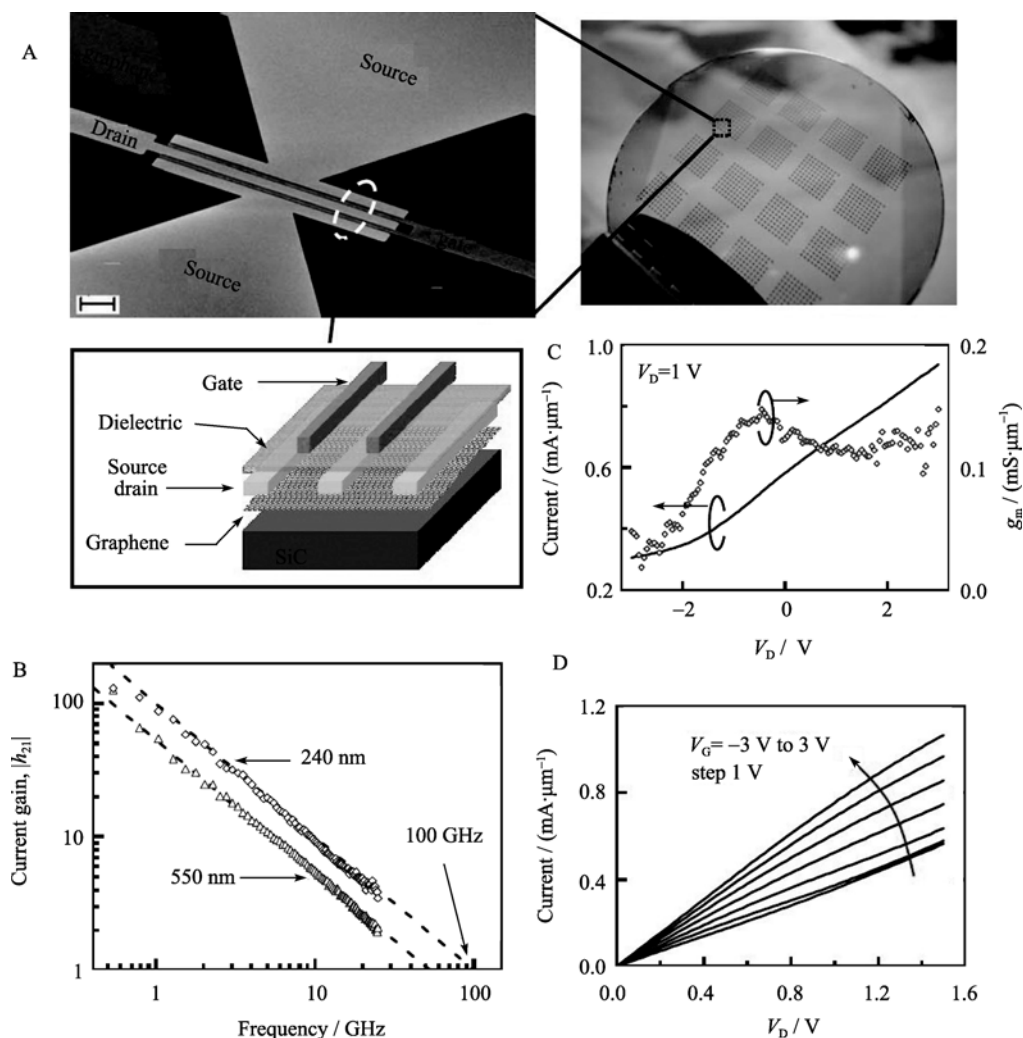 A
Source
Drain
gate
Source
Gate
Dielectric
Source
drain
Graphene
SiC
C
V_D=1 V
Current / (mA·μm⁻¹)
1.0
0.6
0.2
0.2
0.1
0.0
g_m / (mS·μm⁻¹)
−2
0
2
V_D / V
B
Current gain, |h₂₁|
100
10
1
240 nm
550 nm
100 GHz
1
10
100
Frequency / GHz
D
Current / (mA·μm⁻¹)
1.2
0.8
0.4
0.0
V_G= −3 V to 3 V
step 1 V
0.0
0.4
0.8
1.2
1.6
V_D / V